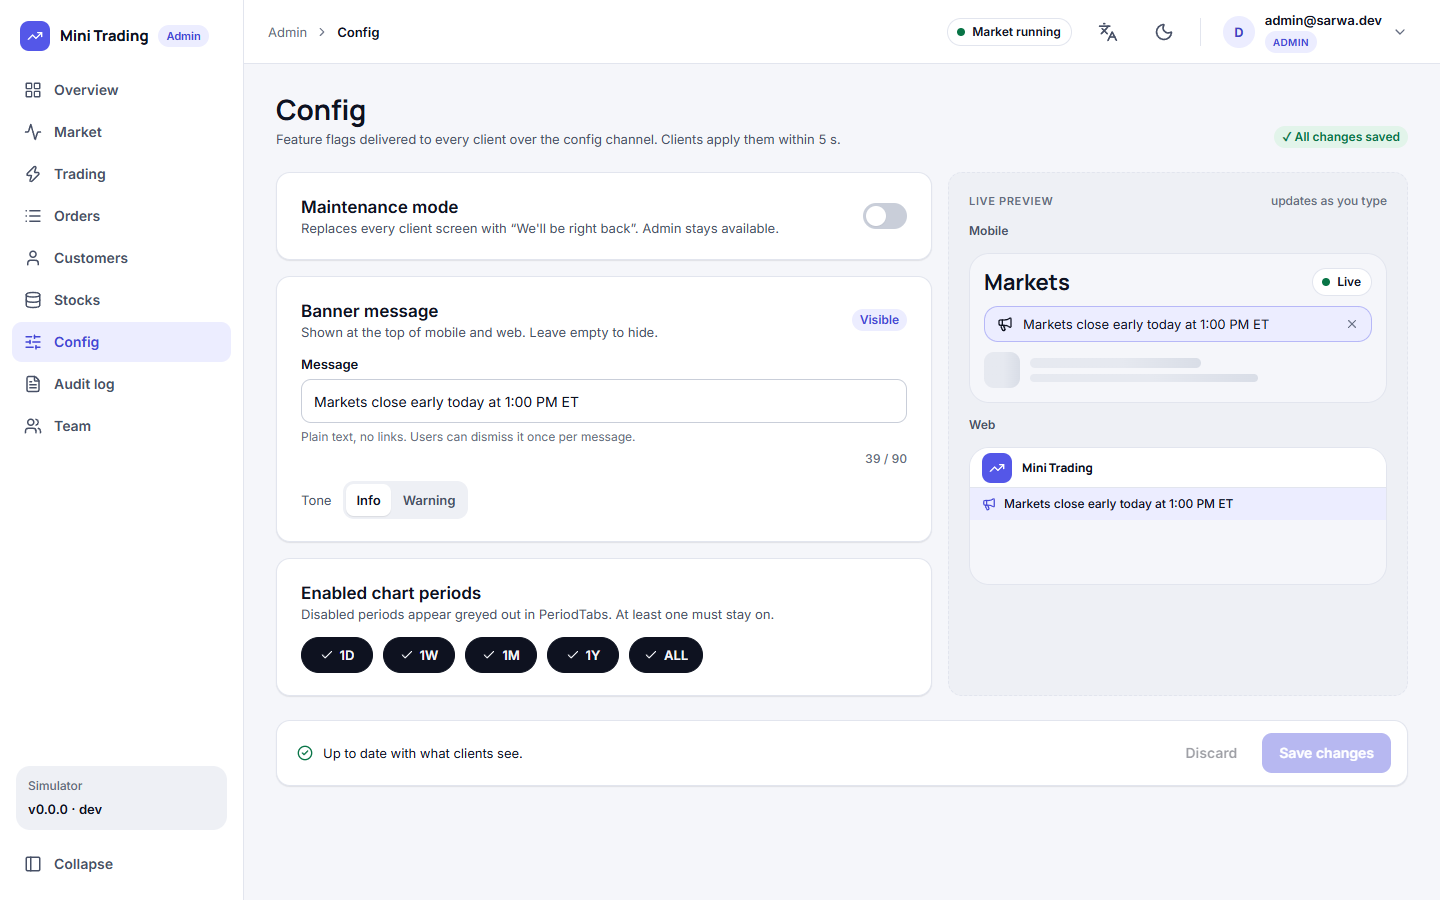 Mini Trading Admin
Overview
Market
Trading
Orders
Customers
Stocks
Config
Audit log
Team
Simulator
v0.0.0 · dev
Collapse
Admin > Config
Market running
D
admin@sarwa.dev
ADMIN
Config
Feature flags delivered to every client over the config channel. Clients apply them within 5 s.
✓ All changes saved
Maintenance mode
Replaces every client screen with “We'll be right back”. Admin stays available.
Banner message
Shown at the top of mobile and web. Leave empty to hide.
Visible
Message
Markets close early today at 1:00 PM ET
Plain text, no links. Users can dismiss it once per message.
39 / 90
Tone Info Warning
Enabled chart periods
Disabled periods appear greyed out in PeriodTabs. At least one must stay on.
1D 1W 1M 1Y ALL
LIVE PREVIEW updates as you type
Mobile
Markets Live
Markets close early today at 1:00 PM ET
Web
Mini Trading
Markets close early today at 1:00 PM ET
Up to date with what clients see.
Discard Save changes